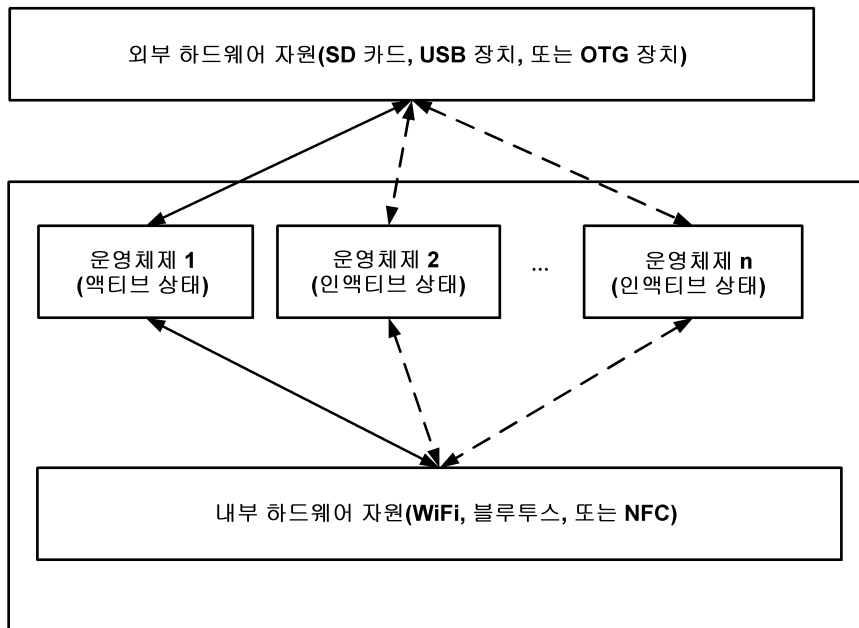 외부 하드웨어 자원(SD 카드, USB 장치, 또는 OTG 장치)
운영체제 1
(액티브 상태)
운영체제 2
(인액티브 상태)
...
운영체제 n
(인액티브 상태)
내부 하드웨어 자원(WiFi, 블루투스, 또는 NFC)